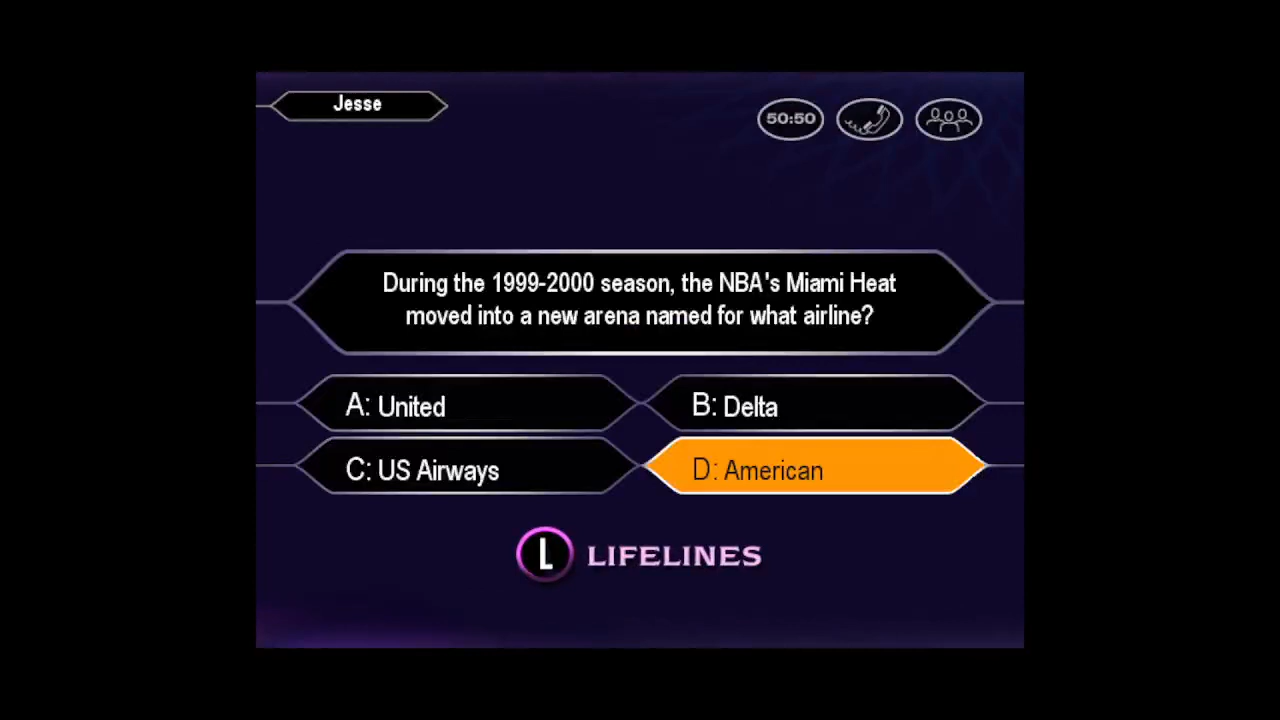 Jesse
50:50
During the 1999-2000 season, the NBA's Miami Heat
moved into a new arena named for what airline?
A: United
B: Delta
C: US Airways
D: American
L LIFELINES